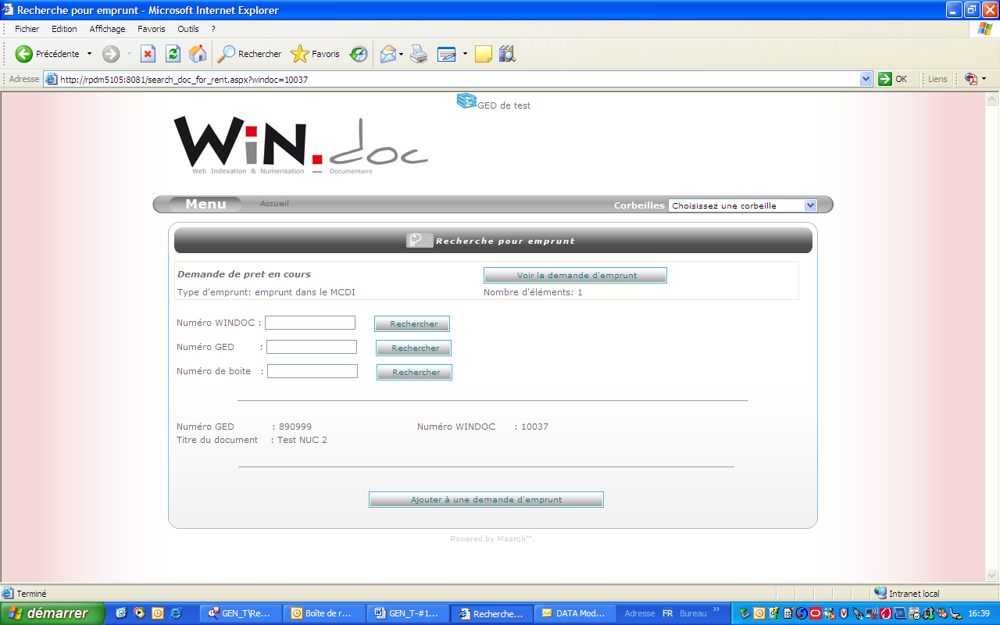 Recherche pour emprunt - Microsoft Internet Explorer
Fichier Edition Affichage Favoris Outils ?
Précédente Rechercher Favoris
Adresse http://rpdm5105:8081/search_doc_for_rent.aspx?windoc=10037 OK Liens
GED de test
WiN.doc
Web Indexation & Numerisation — Documentaire
Menu Accueil Corbeilles Choisissez une corbeille
Recherche pour emprunt
Demande de pret en cours Voir la demande d'emprunt
Type d'emprunt: emprunt dans le MCDI Nombre d'éléments: 1
Numéro WINDOC : Rechercher
Numéro GED : Rechercher
Numéro de boite : Rechercher
Numéro GED : 890999 Numéro WINDOC : 10037
Titre du document : Test NUC 2
Ajouter à une demande d'emprunt
Powered by Maarch™.
Terminé Intranet local
démarrer GEN_T\Re... Boîte de r... GEN_T-#1... Recherche... DATA Mod... Adresse FR Bureau » 16:39